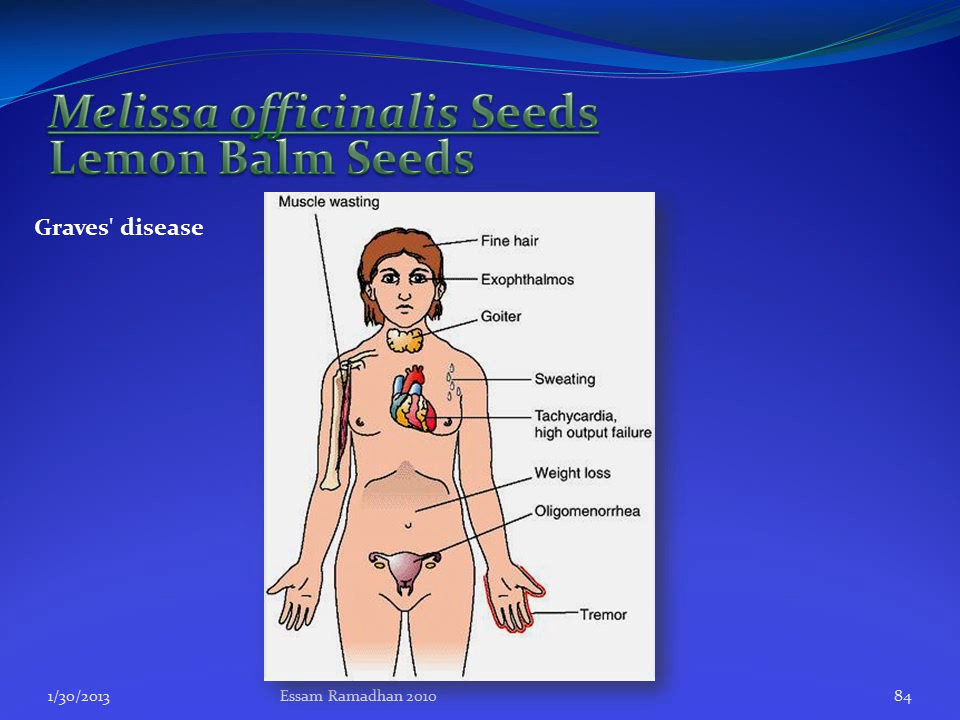 Melissa officinalis Seeds
Lemon Balm Seeds
Graves' disease
Muscle wasting
Fine hair
Exophthalmos
Goiter
Sweating
Tachycardia,
high output failure
Weight loss
Oligomenorrhea
Tremor
1/30/2013
Essam Ramadhan 2010
84